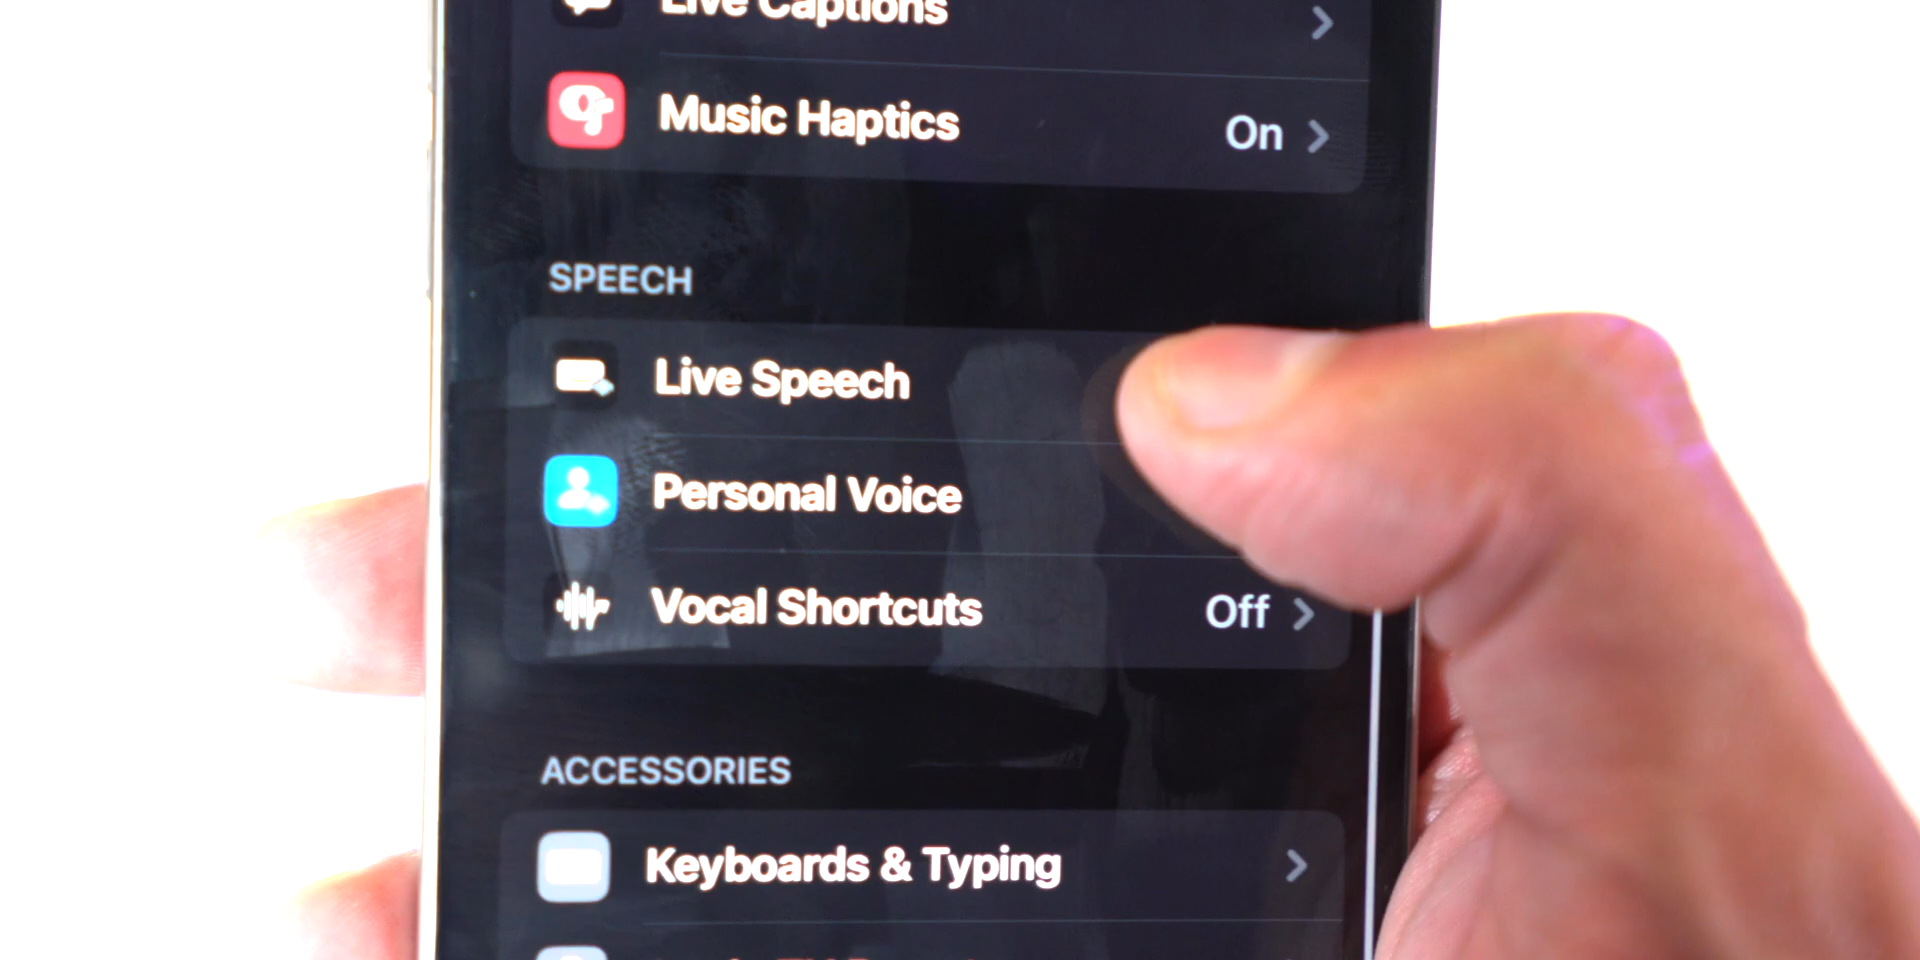 Live Captions
Music Haptics On
SPEECH
Live Speech
Personal Voice
Vocal Shortcuts Off
ACCESSORIES
Keyboards & Typing